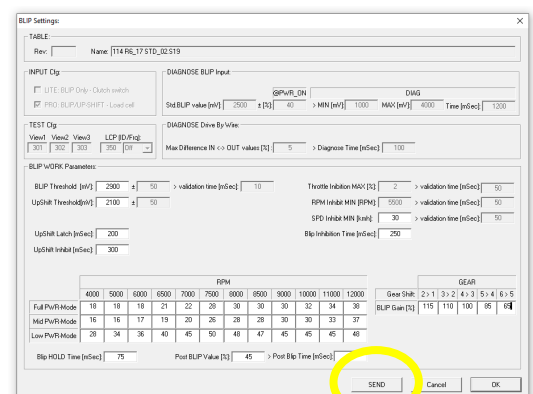 BLIP Settings:
TABLE:
Rev: Name: 114 R6_17 STD_02.S19
INPUT Cfg: DIAGNOSE BLIP Input
LITE: BLIP Only - Clutch switch @PWR_ON DIAG
PRO: BLIP/UP-SHIFT - Load cell Std.BLIP value [mV]: 2500 ± [%]: 40 > MIN [mV]: 1000 MAX [mV]: 4000 Time [mSec]: 1200
TEST Cfg: DIAGNOSE Drive By Wire:
View1 View2 View3 LCP (ID/Frq):
301 302 303 350 Off Max Difference IN <> OUT values [%]: 5 > Diagnose Time [mSec]: 100
BLIP WORK Parameters:
BLIP Threshold [mV]: 2900 ± 50 > validation time [mSec]: 10 Throttle Inibition MAX [%]: 2 > validation time [mSec]: 50
UpShift Threshold[mV]: 2100 ± 50 RPM Inhibit MIN [RPM]: 5500 > validation time [mSec]: 50
SPD Inhibit MIN [kmh]: 30 > validation time [mSec]: 50
UpShift Latch [mSec]: 200 Blip Inhibition Time [mSec]: 250
UpShift Inhibit [mSec]: 300
RPM GEAR
4000 5000 6000 6500 7000 7500 8000 8500 9000 10000 11000 12000 Gear Shift: 2 > 1 3 > 2 4 > 3 5 > 4 6 > 5
Full PWR-Mode 18 18 18 21 22 28 30 30 30 32 34 38 BLIP Gain [%]: 115 110 100 85 65
Mid PWR-Mode 16 16 17 19 20 26 28 28 30 30 33 37
Low PWR-Mode 28 34 36 40 45 50 48 47 45 45 45 48
Blip HOLD Time [mSec]: 75 Post BLIP Value [%]: 45 > Post Blip Time [mSec]:
SEND Cancel OK